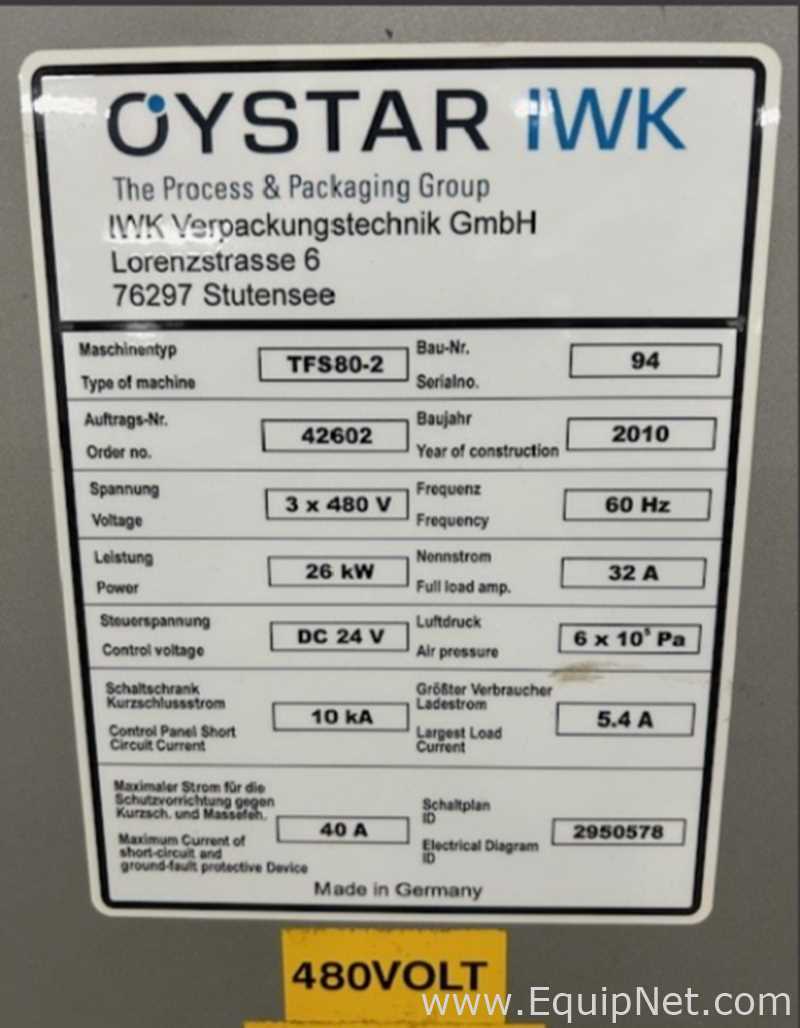 OYSTAR IWK
The Process & Packaging Group
IWK Verpackungstechnik GmbH
Lorenzstrasse 6
76297 Stutensee
Maschinentyp
Type of machine
TFS80-2
Bau-Nr.
Serialno.
94
Auftrags-Nr.
Order no.
42602
Baujahr
Year of construction
2010
Spannung
Voltage
3 x 480 V
Frequenz
Frequency
60 Hz
Leistung
Power
26 kW
Nennstrom
Full load amp.
32 A
Steuerspannung
Control voltage
DC 24 V
Luftdruck
Air pressure
6 x 10⁵ Pa
Schaltschrank
Kurzschlussstrom
Control Panel Short
Circuit Current
10 kA
Größter Verbraucher
Ladestrom
Largest Load
Current
5.4 A
Maximaler Strom für die
Schutzvorrichtung gegen
Kurzsch. und Massefeh.
Maximum Current of
short-circuit and
ground-fault protective Device
40 A
Schaltplan
ID
Electrical Diagram
ID
2950578
Made in Germany
480VOLT
www.EquipNet.com